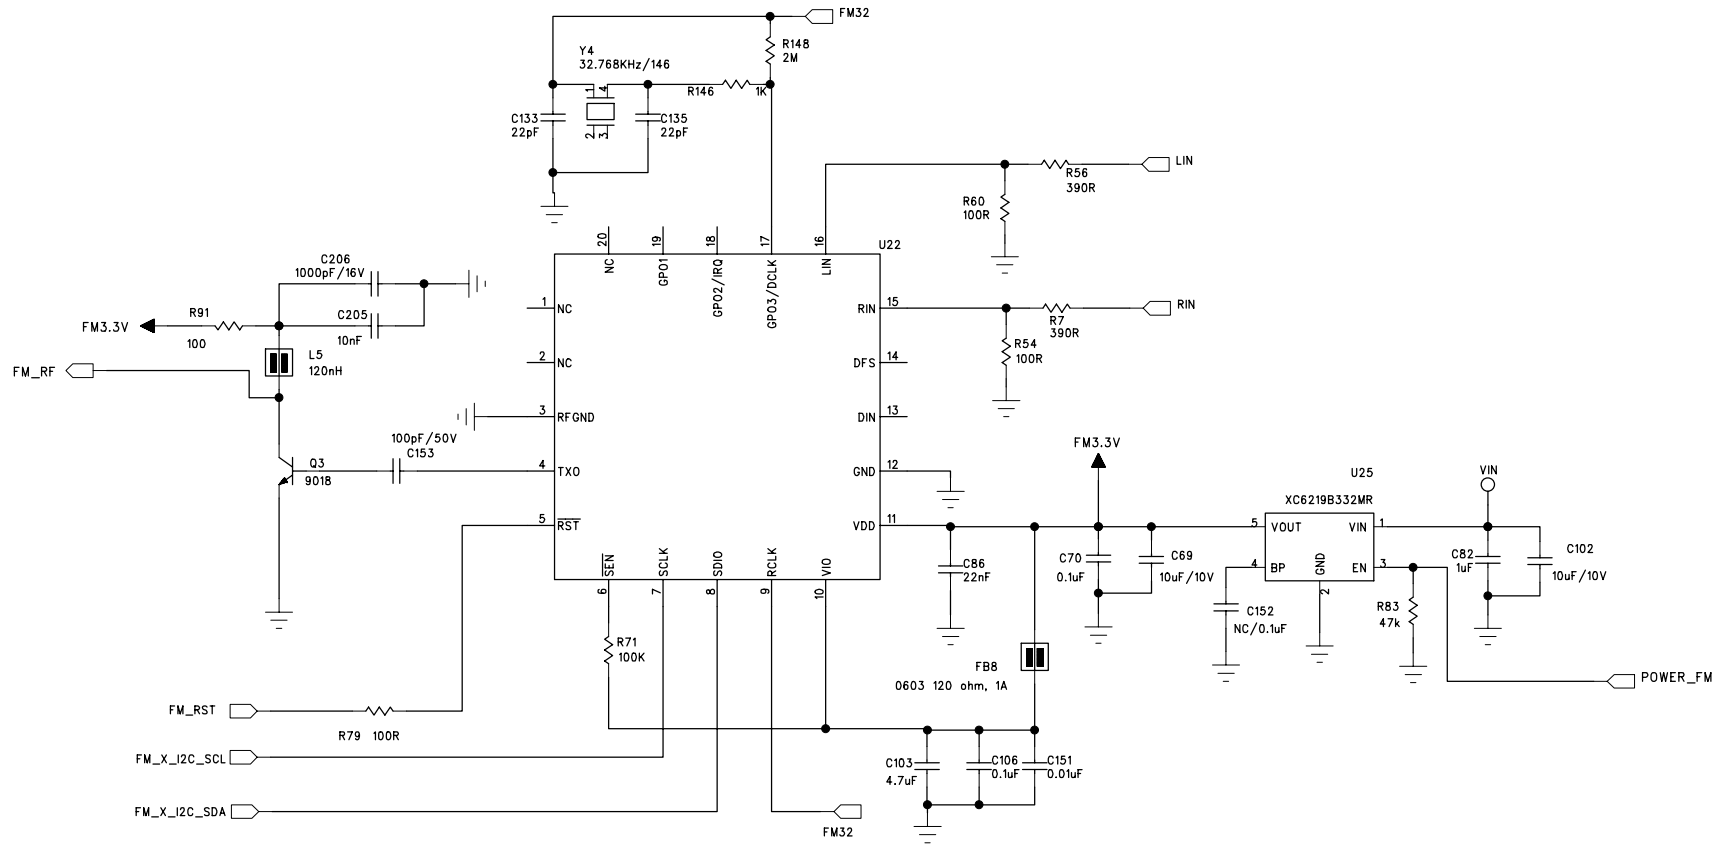 FM32
R148
2M
Y4
32.768KHz/146
1
4
2
3
R146
1K
C133
22pF
C135
22pF
LIN
R56
390R
R60
100R
20
19
18
17
16
U22
NC
GPO1
GPO2/IRQ
GPO3/DCLK
LIN
C206
1000pF/16V
R91
100
C205
10nF
FM3.3V
L5
120nH
FM_RF
1
NC
2
NC
3
RFGND
4
TXO
5
RST
RIN
15
DFS
14
DIN
13
GND
12
VDD
11
R7
390R
RIN
R54
100R
100pF/50V
C153
Q3
9018
FM3.3V
U25
XC6219B332MR
VIN
5
VOUT
VIN
1
4
BP
GND
EN
3
2
SEN
SCLK
SDIO
RCLK
VIO
6
7
8
9
10
C86
22nF
C70
0.1uF
C69
10uF/10V
C82
1uF
C102
10uF/10V
C152
NC/0.1uF
R83
47k
R71
100K
FB8
0603 120 ohm, 1A
POWER_FM
FM_RST
R79 100R
FM_X_I2C_SCL
FM_X_I2C_SDA
C103
4.7uF
C106
0.1uF
C151
0.01uF
FM32